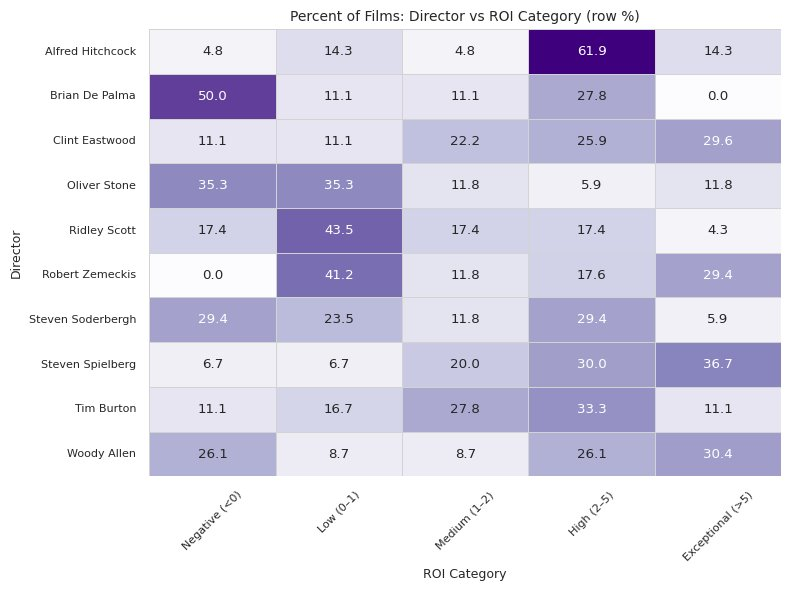 Percent of Films: Director vs ROI Category (row %)
Director
Alfred Hitchcock 4.8 14.3 4.8 61.9 14.3
Brian De Palma 50.0 11.1 11.1 27.8 0.0
Clint Eastwood 11.1 11.1 22.2 25.9 29.6
Oliver Stone 35.3 35.3 11.8 5.9 11.8
Ridley Scott 17.4 43.5 17.4 17.4 4.3
Robert Zemeckis 0.0 41.2 11.8 17.6 29.4
Steven Soderbergh 29.4 23.5 11.8 29.4 5.9
Steven Spielberg 6.7 6.7 20.0 30.0 36.7
Tim Burton 11.1 16.7 27.8 33.3 11.1
Woody Allen 26.1 8.7 8.7 26.1 30.4
Negative (<0) Low (0–1) Medium (1–2) High (2–5) Exceptional (>5)
ROI Category